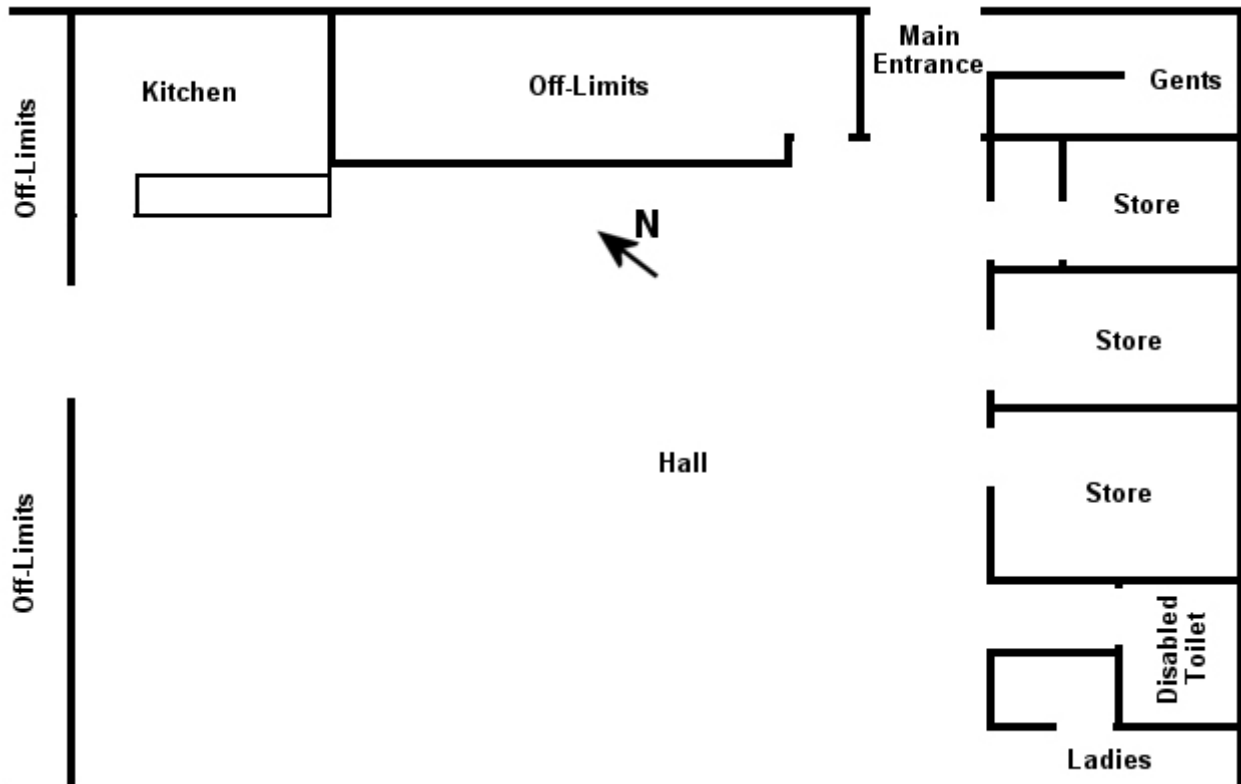 Main
Entrance
Kitchen
Off-Limits
Gents
Off-Limits
Store
N
Store
Hall
Store
Off-Limits
Disabled
Toilet
Ladies